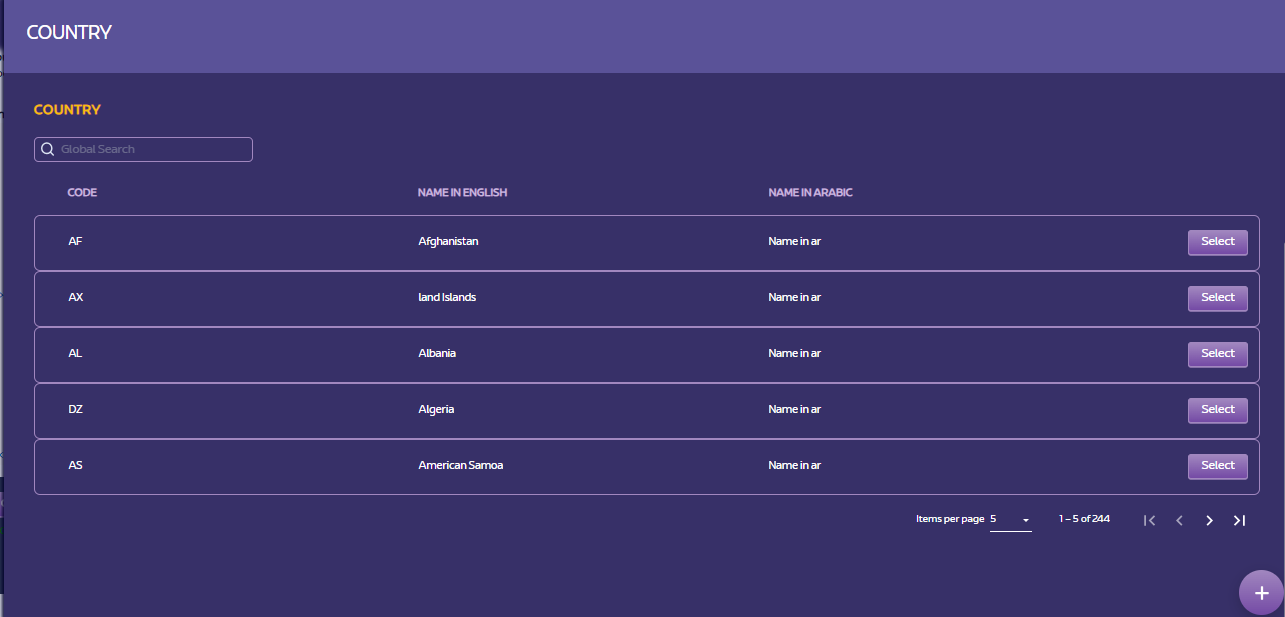 COUNTRY
COUNTRY
Global Search
CODE NAME IN ENGLISH NAME IN ARABIC
AF Afghanistan Name in ar Select
AX land Islands Name in ar Select
AL Albania Name in ar Select
DZ Algeria Name in ar Select
AS American Samoa Name in ar Select
Items per page 5 1 – 5 of 244